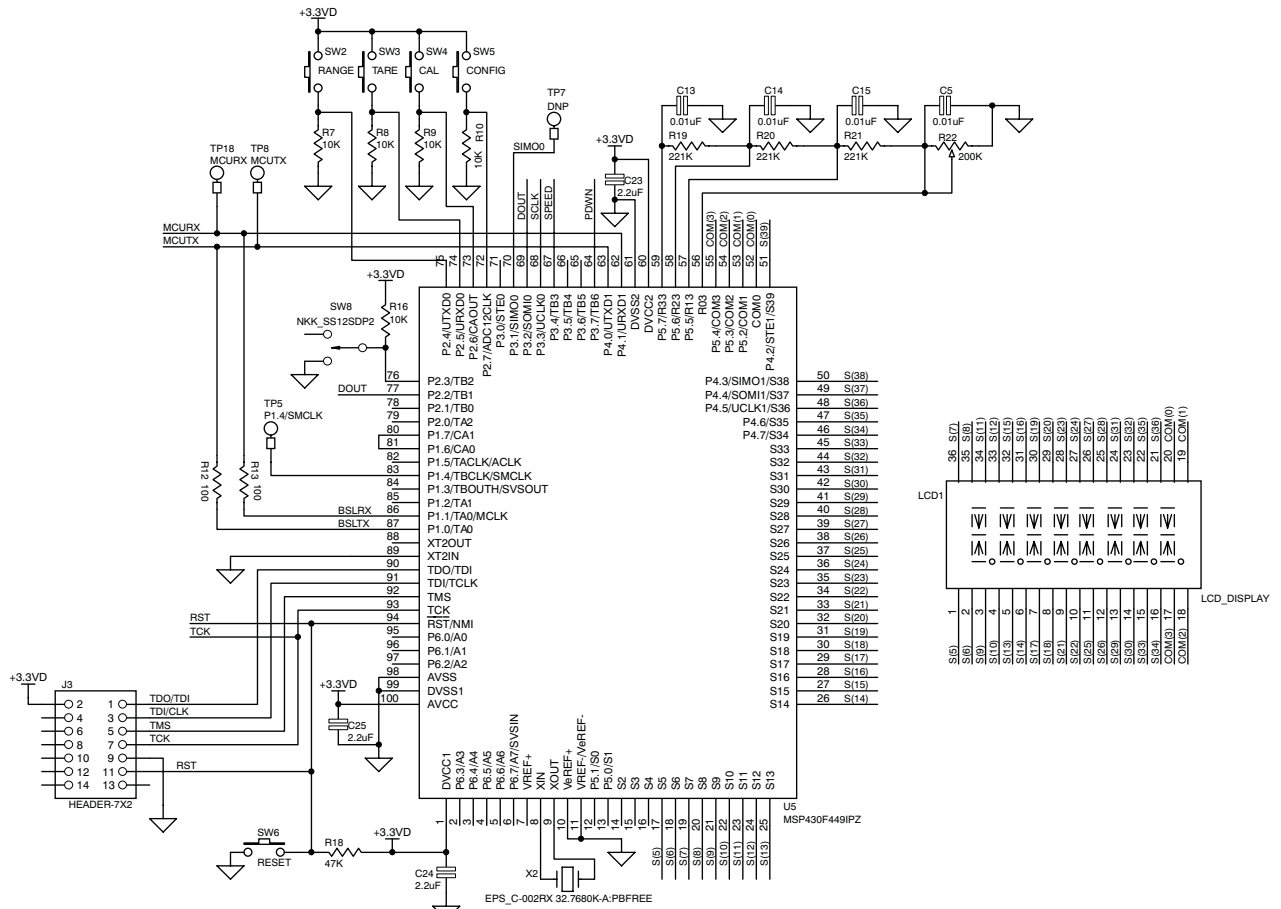 +3.3VD
SW2
RANGE
SW3
TARE
SW4
CAL
SW5
CONFIG
R7
10K
R8
10K
R9
10K
R10
10K
TP7
DNP
SIMO0
DOUT
SCLK
SPEED
PDWN
+3.3VD
C23
2.2uF
C13
0.01uF
C14
0.01uF
C15
0.01uF
C5
0.01uF
R19
221K
R20
221K
R21
221K
R22
200K
TP18
MCURX
TP8
MCUTX
MCURX
MCUTX
COM(3)
COM(2)
COM(1)
COM(0)
S(39)
75 P2.4/UTXD0
74 P2.5/URXD0
73 P2.6/CAOUT
72 P2.7/ADC12CLK
71 P3.0/STE0
70 P3.1/SIMO0
69 P3.2/SOMI0
68 P3.3/UCLK0
67 P3.4/TB3
66 P3.5/TB4
65 P3.6/TB5
64 P3.7/TB6
63 P4.0/UTXD1
62 P4.1/URXD1
61 DVSS2
60 DVCC2
59 P5.7/R33
58 P5.6/R23
57 P5.5/R13
56 R03
55 P5.4/COM3
54 P5.3/COM2
53 P5.2/COM1
52 COM0
51 P4.2/STE1/S39
+3.3VD
R16
10K
SW8
NKK_SS12SDP2
TP5
P1.4/SMCLK
DOUT
R12 100
R13 100
BSLRX
BSLTX
76 P2.3/TB2
77 P2.2/TB1
78 P2.1/TB0
79 P2.0/TA2
80 P1.7/CA1
81 P1.6/CA0
82 P1.5/TACLK/ACLK
83 P1.4/TBCLK/SMCLK
84 P1.3/TBOUTH/SVSOUT
85 P1.2/TA1
86 P1.1/TA0/MCLK
87 P1.0/TA0
88 XT2OUT
89 XT2IN
90 TDO/TDI
91 TDI/TCLK
92 TMS
93 TCK
94 RST/NMI
95 P6.0/A0
96 P6.1/A1
97 P6.2/A2
98 AVSS
99 DVSS1
100 AVCC
P4.3/SIMO1/S38 50 S(38)
P4.4/SOMI1/S37 49 S(37)
P4.5/UCLK1/S36 48 S(36)
P4.6/S35 47 S(35)
P4.7/S34 46 S(34)
S33 45 S(33)
S32 44 S(32)
S31 43 S(31)
S30 42 S(30)
S29 41 S(29)
S28 40 S(28)
S27 39 S(27)
S26 38 S(26)
S25 37 S(25)
S24 36 S(24)
S23 35 S(23)
S22 34 S(22)
S21 33 S(21)
S20 32 S(20)
S19 31 S(19)
S18 30 S(18)
S17 29 S(17)
S16 28 S(16)
S15 27 S(15)
S14 26 S(14)
36 S(7)
35 S(8)
34 S(11)
33 S(12)
32 S(15)
31 S(16)
30 S(19)
29 S(20)
28 S(23)
27 S(24)
26 S(27)
25 S(28)
24 S(31)
23 S(32)
22 S(35)
21 S(36)
20 COM(0)
19 COM(1)
LCD1
LCD_DISPLAY
1 S(5)
2 S(6)
3 S(9)
4 S(10)
5 S(13)
6 S(14)
7 S(17)
8 S(18)
9 S(21)
10 S(22)
11 S(25)
12 S(26)
13 S(29)
14 S(30)
15 S(33)
16 S(34)
17 COM(3)
18 COM(2)
RST
TCK
+3.3VD
J3
2 1 TDO/TDI
4 3 TDI/CLK
6 5 TMS
8 7 TCK
10 9
12 11 RST
14 13
HEADER-7X2
+3.3VD
C25
2.2uF
1 DVCC1
2 P6.3/A3
3 P6.4/A4
4 P6.5/A5
5 P6.6/A6
6 P6.7/A7/SVSIN
7 VREF+
8 XIN
9 XOUT
10 VeREF+
11 VREF-/VeREF-
12 P5.1/S0
13 P5.0/S1
14 S2
15 S3
16 S4
17 S5 S(5)
18 S6 S(6)
19 S7 S(7)
20 S8 S(8)
21 S9 S(9)
22 S10 S(10)
23 S11 S(11)
24 S12 S(12)
25 S13 S(13)
U5
MSP430F449IPZ
SW6
RESET
R18
47K
+3.3VD
C24
2.2uF
X2
EPS_C-002RX 32.7680K-A:PBFREE